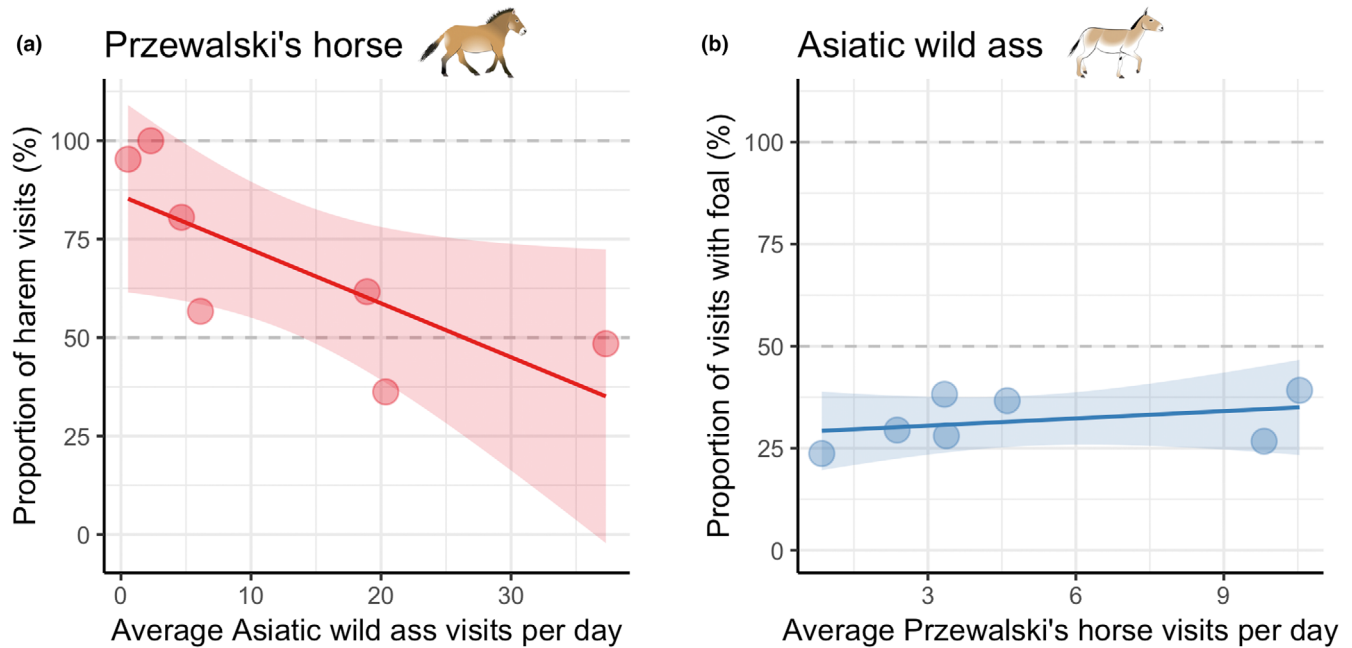 (a) Przewalski's horse
Proportion of harem visits (%)
100
75
50
25
0
0 10 20 30
Average Asiatic wild ass visits per day
(b) Asiatic wild ass
Proportion of visits with foal (%)
100
75
50
25
0
3 6 9
Average Przewalski's horse visits per day